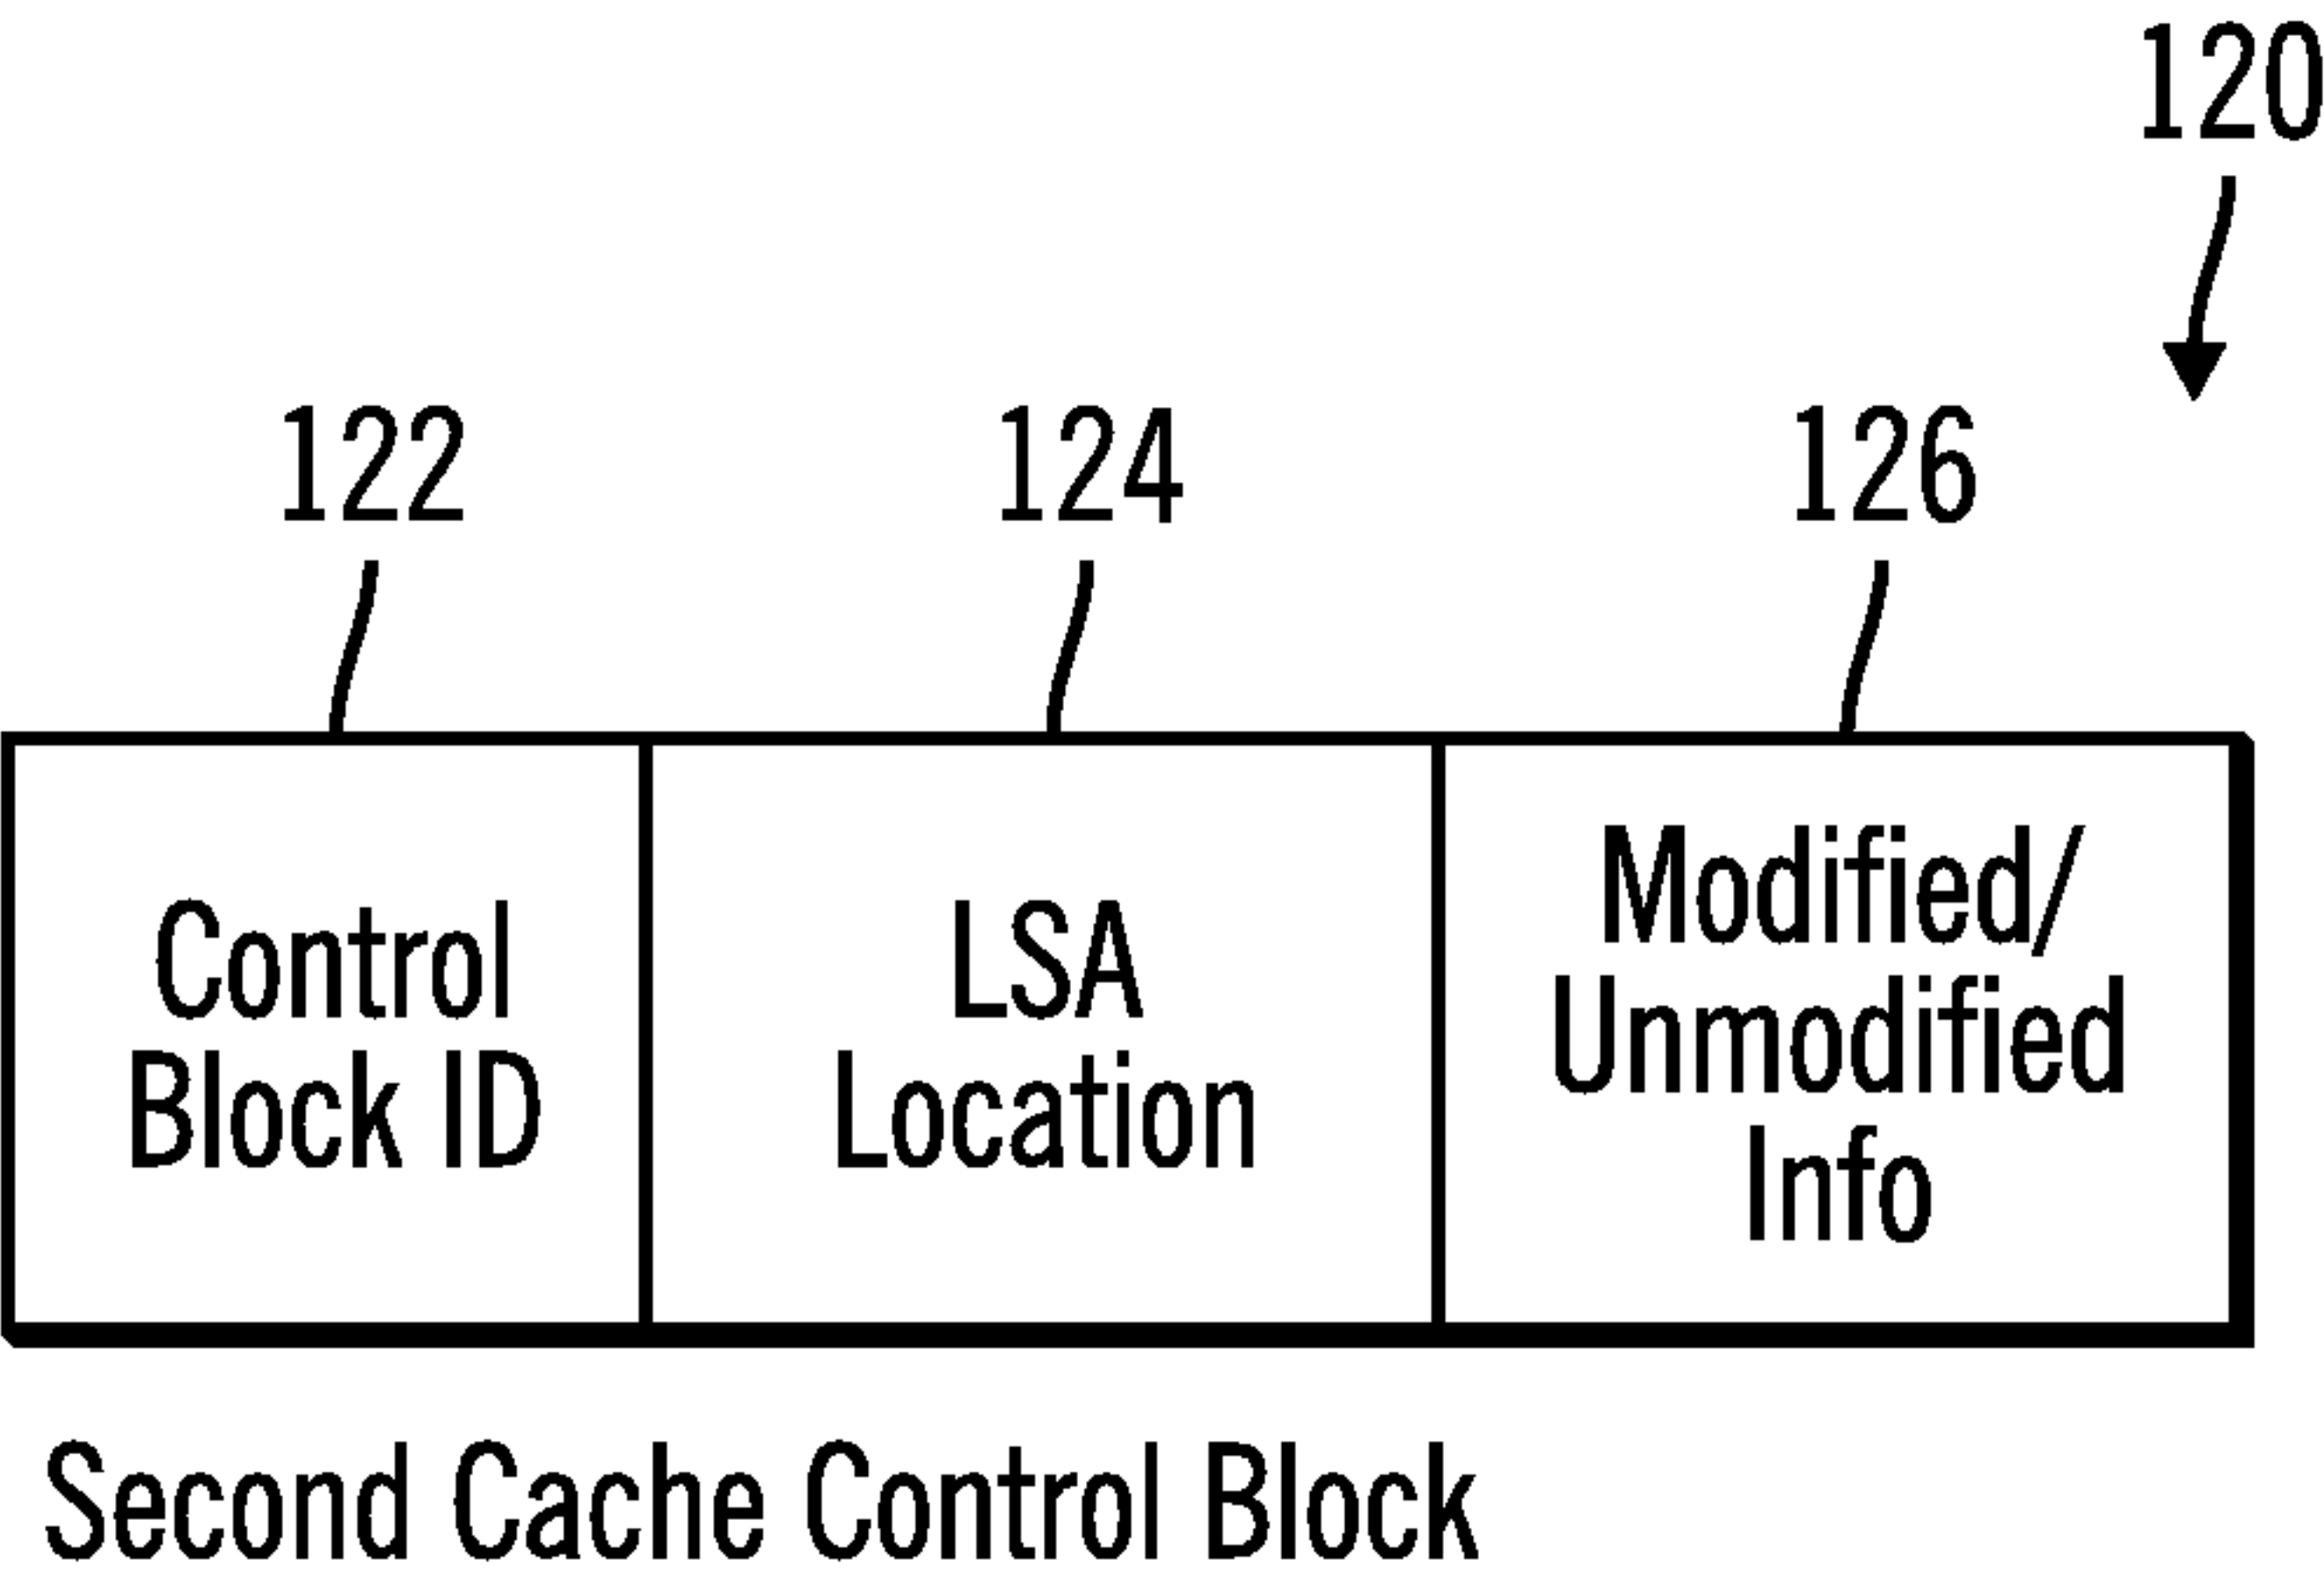 120
122 124 126
Control
Block ID
LSA
Location
Modified/
Unmodified
Info
Second Cache Control Block